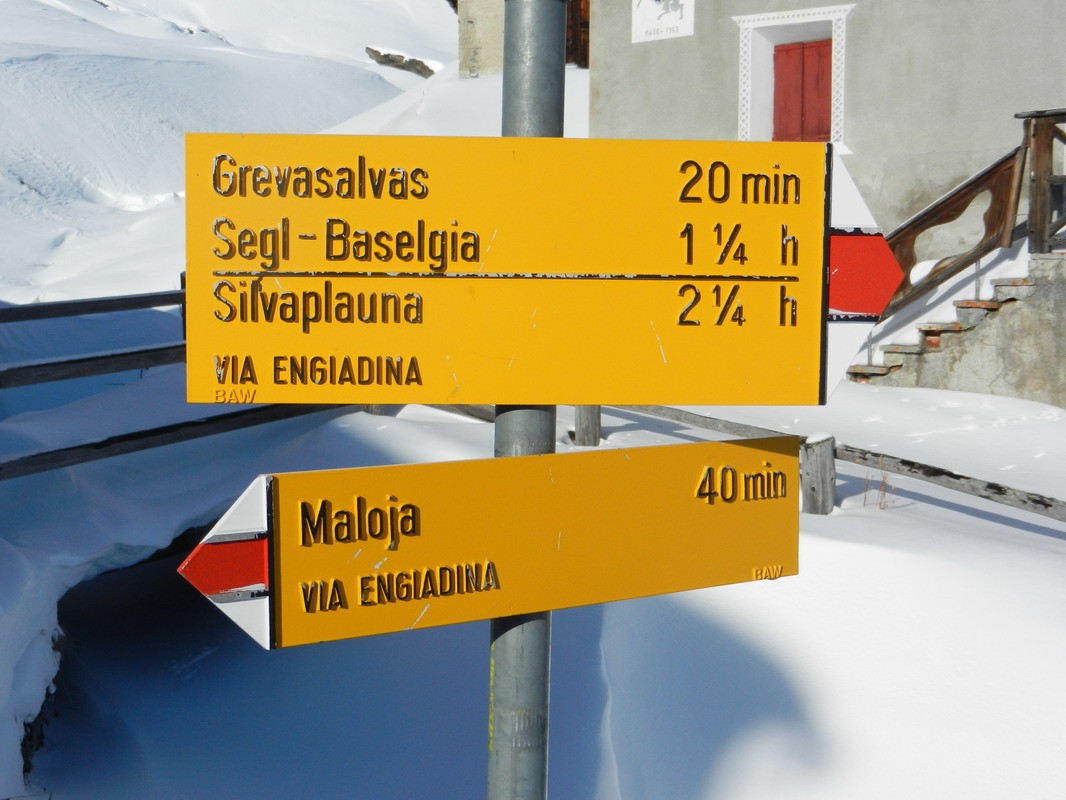 Grevasalvas 20 min
Segl-Baselgia 1 ¼ h
Silvaplauna 2 ¼ h
VIA ENGIADINA
BAW
Maloja 40 min
VIA ENGIADINA
BAW